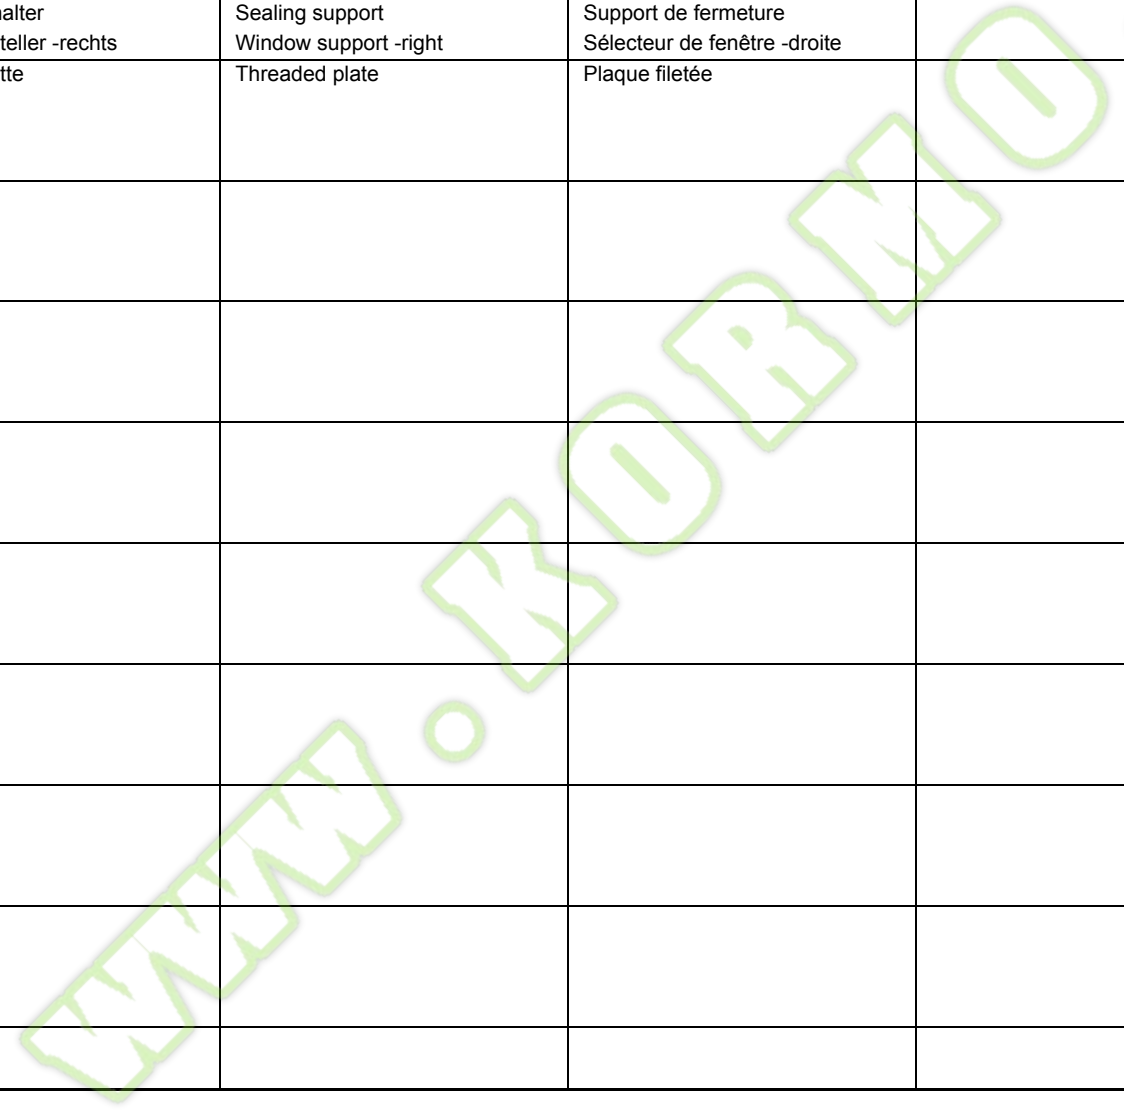 Sealing support Support de fermeture
teller -rechts Window support -right Sélecteur de fenêtre -droite
tte Threaded plate Plaque filetée
WWW.KORMO